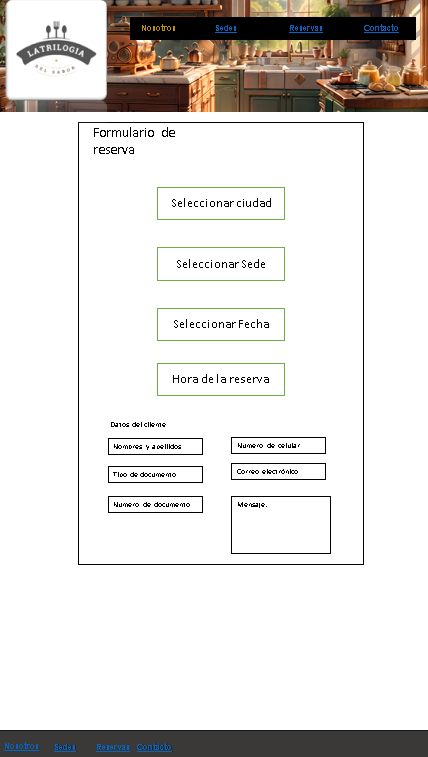 LATRILOGIA
DEL SABOR
Nosotros Sedes Reservas Contacto
Formulario de
reserva
Seleccionar ciudad
Seleccionar Sede
Seleccionar Fecha
Hora de la reserva
Datos del cliente
Nombres y apellidos
Numero de celular
Tipo de documento
Correo electrónico
Numero de documento
Mensaje.
Nosotros Sedes Reservas Contacto